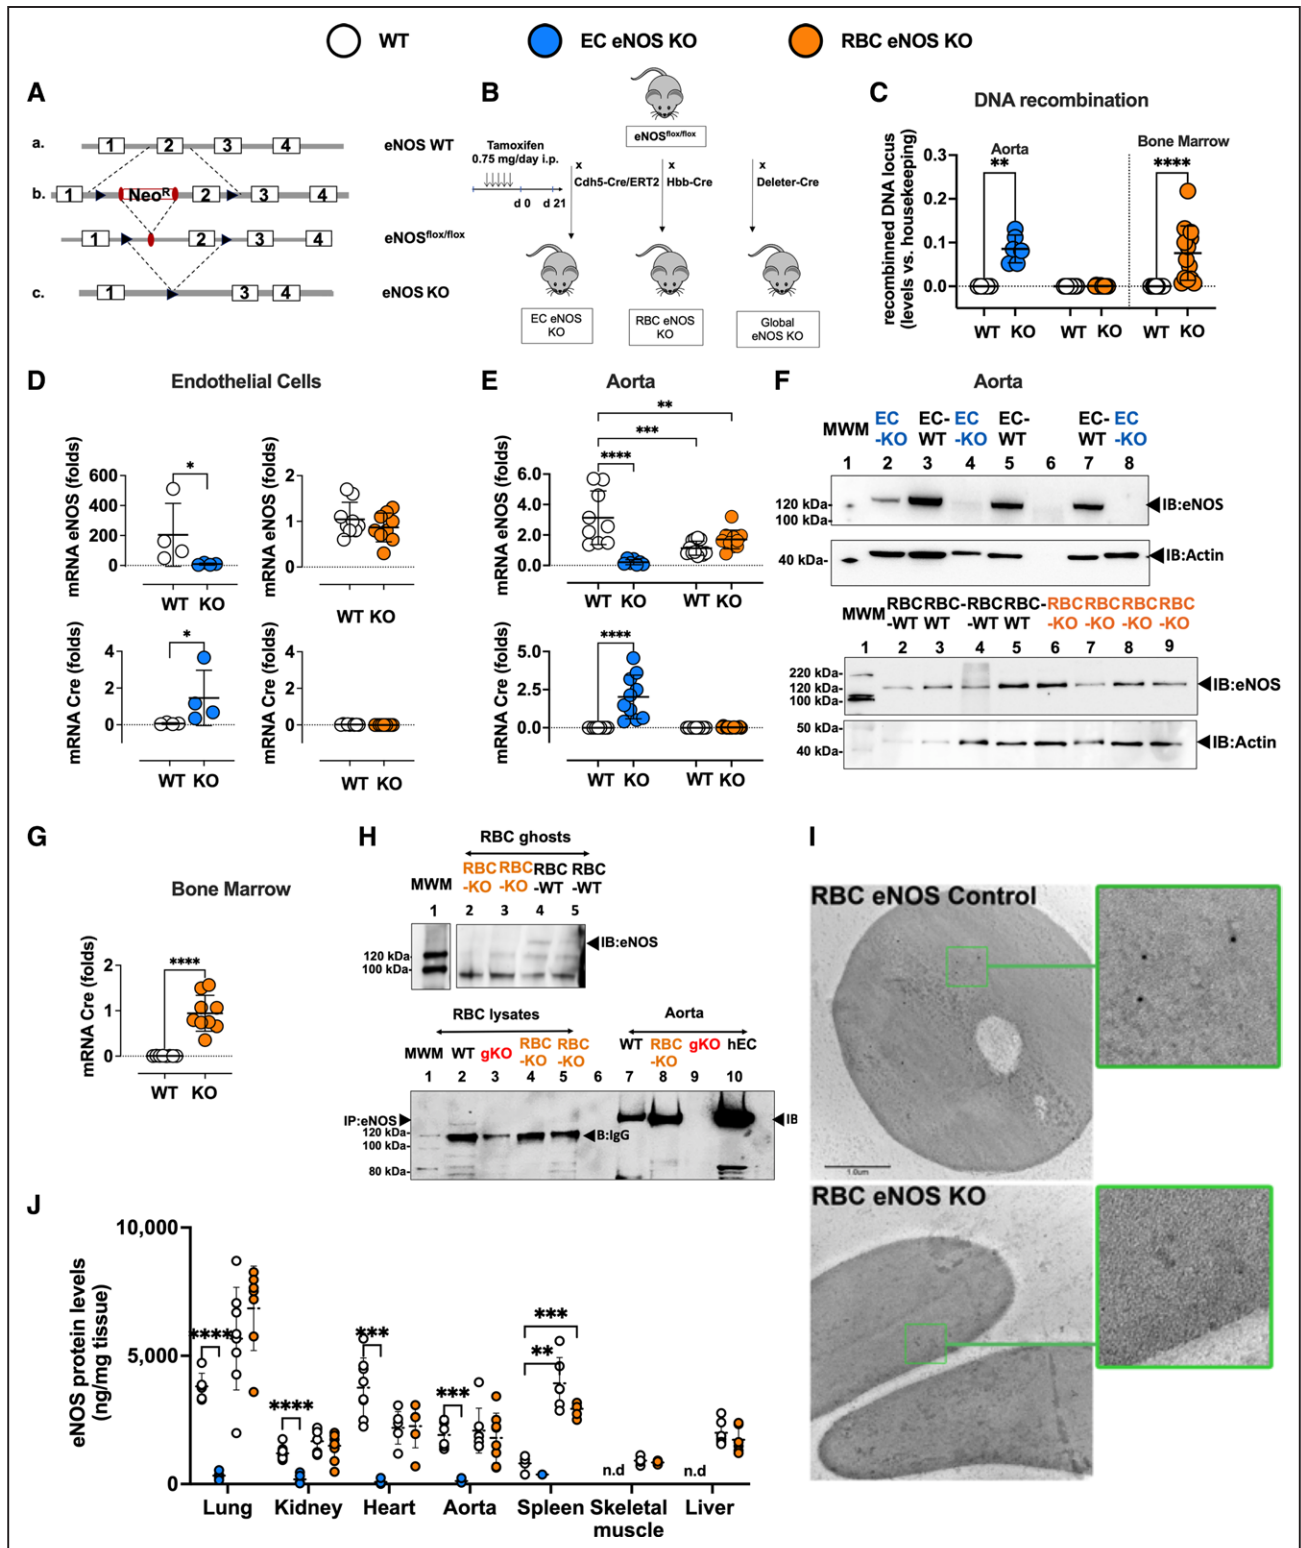 WT
EC eNOS KO
RBC eNOS KO
A
a.
1 2 3 4
eNOS WT
b.
1 Neo^R 2 3 4
1 2 3 4
eNOS^flox/flox
c.
1 3 4
eNOS KO
B
eNOS^flox/flox
Tamoxifen
0.75 mg/day i.p.
d 0 d 21
x
Cdh5-Cre/ERT2
x
Hbb-Cre
x
Deleter-Cre
EC eNOS
KO
RBC eNOS
KO
Global
eNOS KO
C
DNA recombination
Aorta
Bone Marrow
recombinned DNA locus
(levels vs. housekeeping)
0.3
0.2
0.1
0.0
**
****
WT KO WT KO WT KO
D
Endothelial Cells
mRNA eNOS (folds)
600
400
200
0
*
WT KO
mRNA eNOS (folds)
2
1
0
WT KO
mRNA Cre (folds)
4
2
0
*
WT KO
mRNA Cre (folds)
4
2
0
WT KO
E
Aorta
mRNA eNOS (folds)
6.0
4.0
2.0
0.0
**
***
****
WT KO WT KO
mRNA Cre (folds)
5.0
2.5
0.0
****
WT KO WT KO
F
Aorta
MWM EC EC- EC EC- EC- EC
-KO WT -KO WT WT -KO
1 2 3 4 5 6 7 8
120 kDa-
100 kDa-
IB:eNOS
40 kDa-
IB:Actin
MWM RBC RBC -RBC RBC- RBC RBC RBC RBC
-WT WT -WT WT -KO -KO -KO -KO
1 2 3 4 5 6 7 8 9
220 kDa-
120 kDa-
100 kDa-
IB:eNOS
50 kDa-
40 kDa-
IB:Actin
G
Bone Marrow
mRNA Cre (folds)
2
1
0
****
WT KO
H
RBC ghosts
MWM RBC RBC RBC RBC
-KO -KO -WT -WT
1 2 3 4 5
120 kDa-
100 kDa-
IB:eNOS
RBC lysates
Aorta
MWM WT gKO RBC RBC WT RBC gKO hEC
-KO -KO -KO
1 2 3 4 5 6 7 8 9 10
IP:eNOS
120 kDa-
100 kDa-
80 kDa-
B:IgG
IB
I
RBC eNOS Control
1.0um
RBC eNOS KO
J
eNOS protein levels
(ng/mg tissue)
10,000
5,000
0
****
****
***
***
***
**
n.d
n.d
Lung Kidney Heart Aorta Spleen Skeletal Liver
muscle